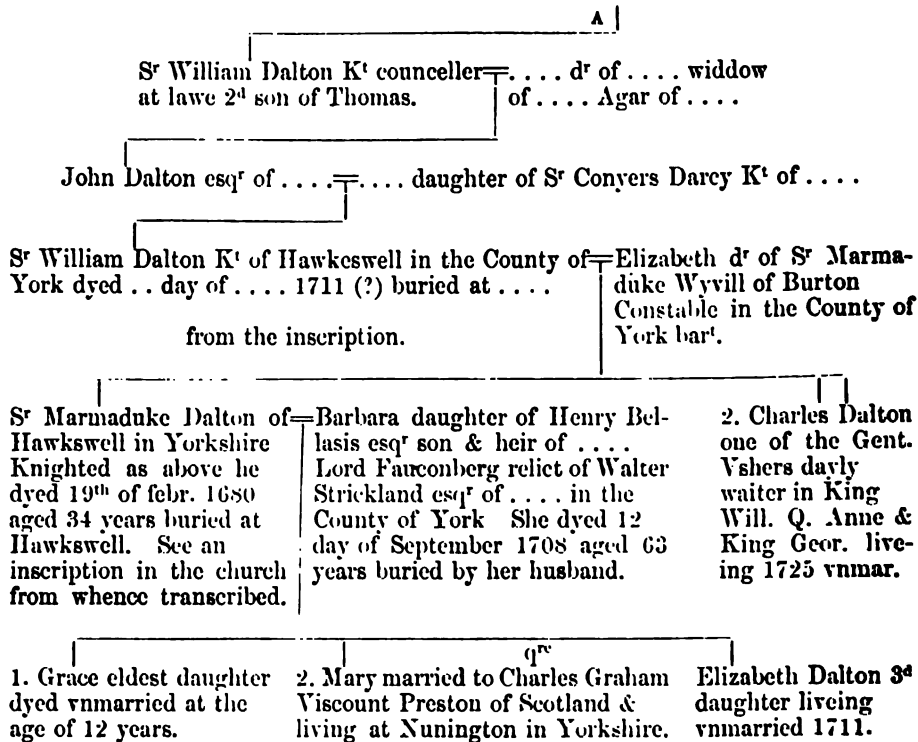 A
Sʳ William Dalton Kᵗ counceller=. . . . dʳ of . . . . widdow
at lawe 2ᵈ son of Thomas. of . . . . Agar of . . . .
John Dalton esqʳ of . . . .=. . . . daughter of Sʳ Conyers Darcy Kᵗ of . . . .
Sʳ William Dalton Kᵗ of Hawkeswell in the County of=
York dyed . . day of . . . . 1711 (?) buried at . . . .
from the inscription.
Elizabeth dʳ of Sʳ Marma-
duke Wyvill of Burton
Constable in the County of
York barᵗ.
Sʳ Marmaduke Dalton of=
Hawkswell in Yorkshire
Knighted as above he
dyed 19ᵗʰ of febr. 1680
aged 34 years buried at
Hawkswell. See an
inscription in the church
from whence transcribed.
Barbara daughter of Henry Bel-
lasis esqʳ son & heir of . . . .
Lord Fauconberg relict of Walter
Strickland esqʳ of . . . . in the
County of York She dyed 12
day of September 1708 aged 63
years buried by her husband.
2. Charles Dalton
one of the Gent.
Vshers dayly
waiter in King
Will. Q. Anne &
King Geor. live-
ing 1725 vnmar.
1. Grace eldest daughter
dyed vnmarried at the
age of 12 years.
qʳᵉ
2. Mary married to Charles Graham
Viscount Preston of Scotland &
living at Nunington in Yorkshire.
Elizabeth Dalton 3ᵈ
daughter liveing
vnmarried 1711.